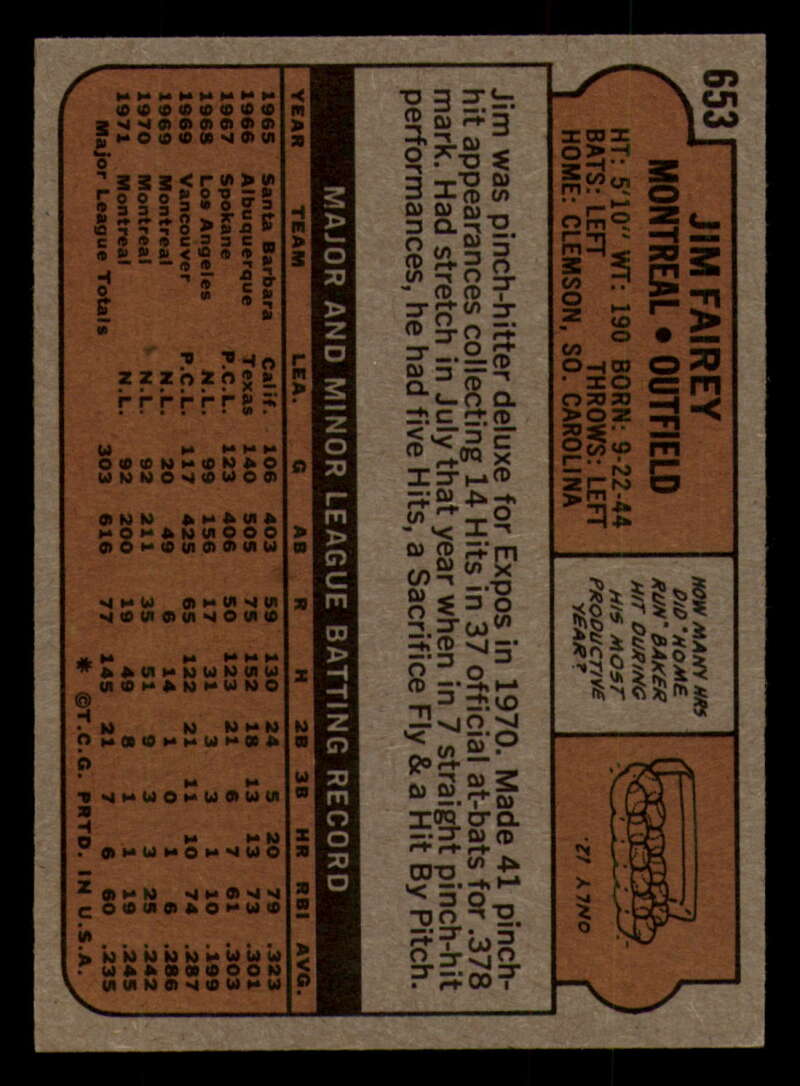 653
JIM FAIREY
MONTREAL • OUTFIELD
HT: 5'10" WT: 190 BORN: 9-22-44
BATS: LEFT THROWS: LEFT
HOME: CLEMSON, SO. CAROLINA
HOW MANY HRS
DID "HOME
RUN" BAKER
HIT DURING
HIS MOST
PRODUCTIVE
YEAR?
ONLY 12.
Jim was pinch-hitter deluxe for Expos in 1970. Made 41 pinch-
hit appearances collecting 14 Hits in 37 official at-bats for .378
mark. Had stretch in July that year when in 7 straight pinch-hit
performances, he had five Hits, a Sacrifice Fly & a Hit By Pitch.
MAJOR AND MINOR LEAGUE BATTING RECORD
YEAR TEAM LEA. G AB R H 2B 3B HR RBI AVG.
1965 Santa Barbara Calif. 106 403 59 130 24 5 20 79 .323
1966 Albuquerque Texas 140 505 75 152 18 13 13 73 .301
1967 Spokane P.C.L. 123 406 50 123 21 6 7 61 .303
1968 Los Angeles N.L. 99 156 17 31 3 3 1 10 .199
1969 Vancouver P.C.L. 117 425 65 122 21 11 10 74 .287
1969 Montreal N.L. 20 49 6 14 1 0 1 6 .286
1970 Montreal N.L. 92 211 35 51 9 3 3 25 .242
1971 Montreal N.L. 92 200 19 49 8 1 1 19 .245
Major League Totals 303 616 77 145 21 7 6 60 .235
* ©T.C.G. PRTD. IN U.S.A.